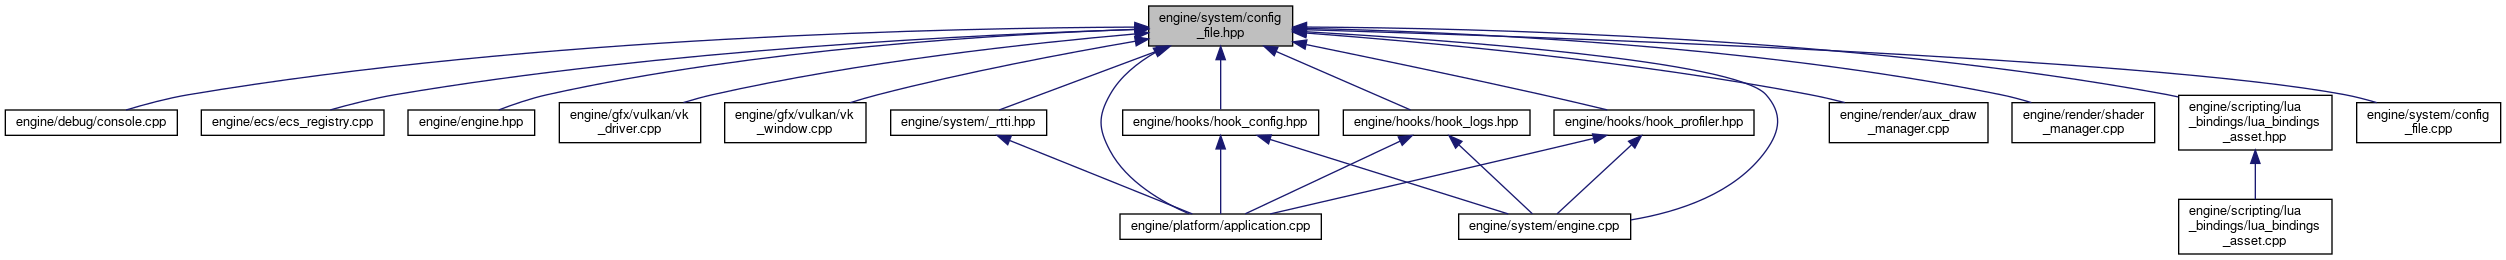 engine/system/config
_file.hpp
engine/debug/console.cpp
engine/ecs/ecs_registry.cpp
engine/engine.hpp
engine/gfx/vulkan/vk
_driver.cpp
engine/gfx/vulkan/vk
_window.cpp
engine/system/_rtti.hpp
engine/hooks/hook_config.hpp
engine/hooks/hook_logs.hpp
engine/hooks/hook_profiler.hpp
engine/render/aux_draw
_manager.cpp
engine/render/shader
_manager.cpp
engine/scripting/lua
_bindings/lua_bindings
_asset.hpp
engine/system/config
_file.cpp
engine/platform/application.cpp
engine/system/engine.cpp
engine/scripting/lua
_bindings/lua_bindings
_asset.cpp